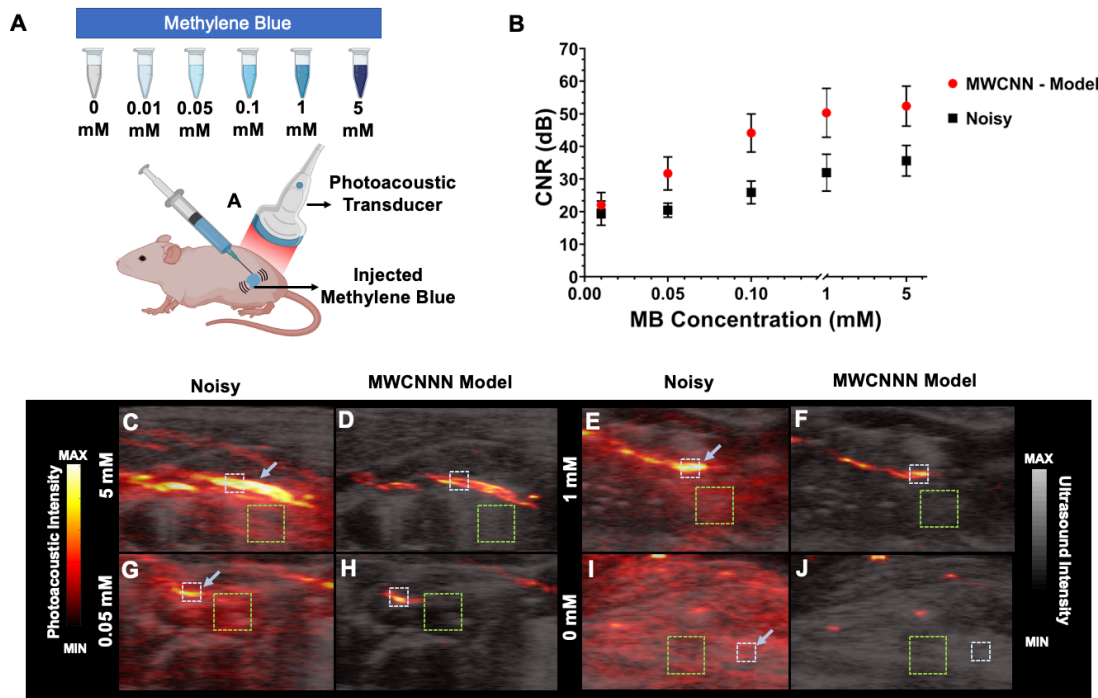 A
Methylene Blue
0 mM
0.01 mM
0.05 mM
0.1 mM
1 mM
5 mM
A
Photoacoustic
Transducer
Injected
Methylene Blue
B
70
60
50
40
30
20
10
0
CNR (dB)
0.00
0.05
0.10
1
5
MB Concentration (mM)
MWCNN - Model
Noisy
Noisy
MWCNNN Model
Noisy
MWCNNN Model
MAX
Photoacoustic Intensity
MIN
5 mM
C
D
1 mM
E
F
0.05 mM
G
H
0 mM
I
J
MAX
Ultrasound Intensity
MIN